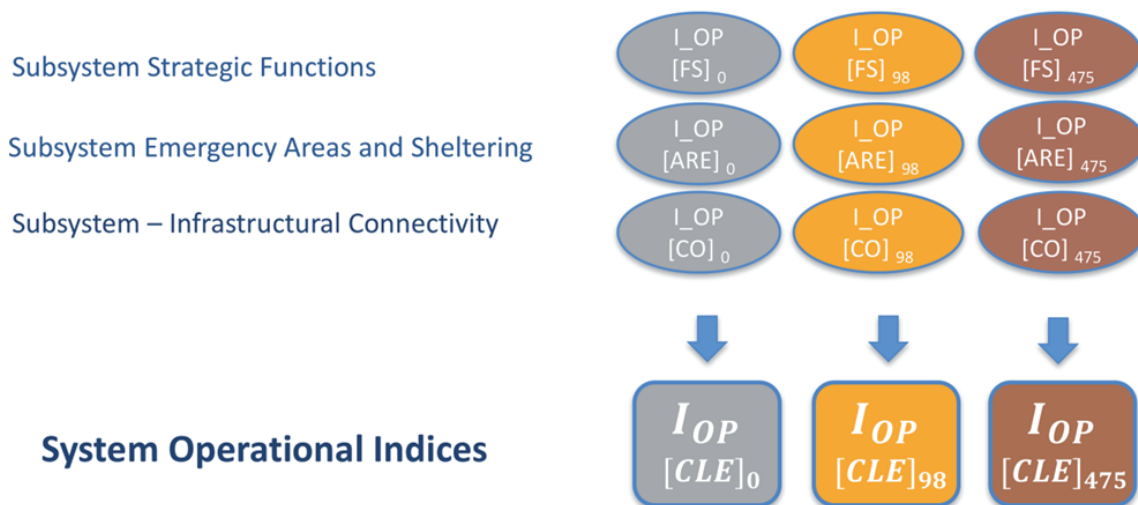 Subsystem Strategic Functions
I_OP I_OP I_OP
[FS] 0 [FS] 98 [FS] 475
Subsystem Emergency Areas and Sheltering
I_OP I_OP I_OP
[ARE] 0 [ARE] 98 [ARE] 475
Subsystem – Infrastructural Connectivity
I_OP I_OP I_OP
[CO] 0 [CO] 98 [CO] 475
System Operational Indices
I OP I OP I OP
[CLE]0 [CLE]98 [CLE]475